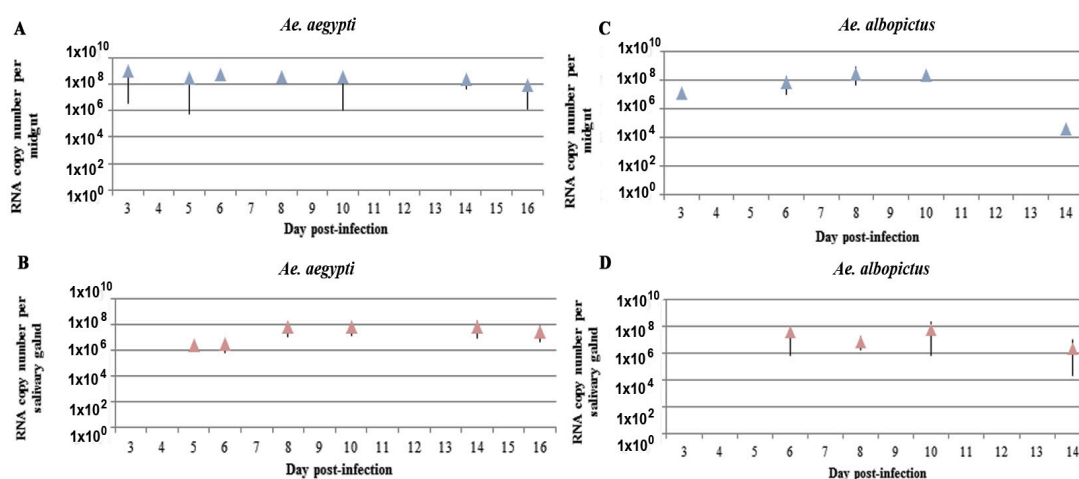 A
Ae. aegypti
RNA copy number per
midgut
1x10^10
1x10^8
1x10^6
1x10^4
1x10^2
1x10^0
3 4 5 6 7 8 9 10 11 12 13 14 15 16
Day post-infection
B
Ae. aegypti
RNA copy number per
salivary galnd
1x10^10
1x10^8
1x10^6
1x10^4
1x10^2
1x10^0
3 4 5 6 7 8 9 10 11 12 13 14 15 16
Day post-infection
C
Ae. albopictus
RNA copy number per
midgut
1x10^10
1x10^8
1x10^6
1x10^4
1x10^2
1x10^0
3 4 5 6 7 8 9 10 11 12 13 14
Day post-infection
D
Ae. albopictus
RNA copy number per
salivary galnd
1x10^10
1x10^8
1x10^6
1x10^4
1x10^2
1x10^0
3 4 5 6 7 8 9 10 11 12 13 14
Day post-infection